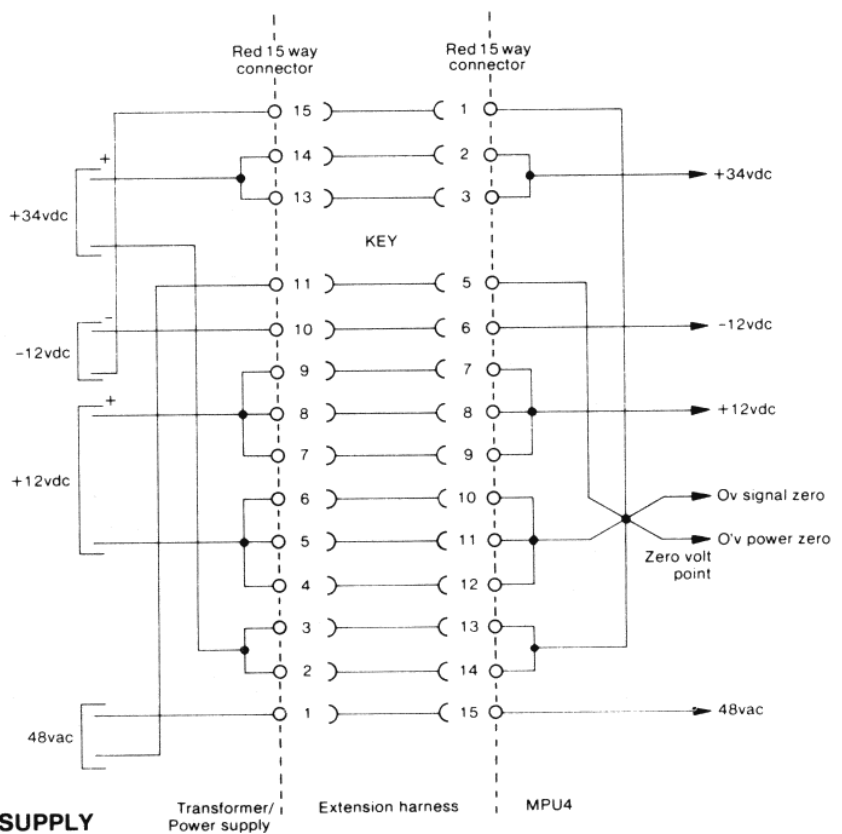 Red 15 way
connector
Red 15 way
connector
15 1
+
14 2
+34vdc
13 3
+34vdc
KEY
11 5
-
10 6
-12vdc
-12vdc
9 7
+
8 8
+12vdc
7 9
+12vdc
6 10
Ov signal zero
5 11
O'v power zero
Zero volt
point
4 12
3 13
2 14
1 15
48vac
48vac
SUPPLY
Transformer/
Power supply
Extension harness
MPU4